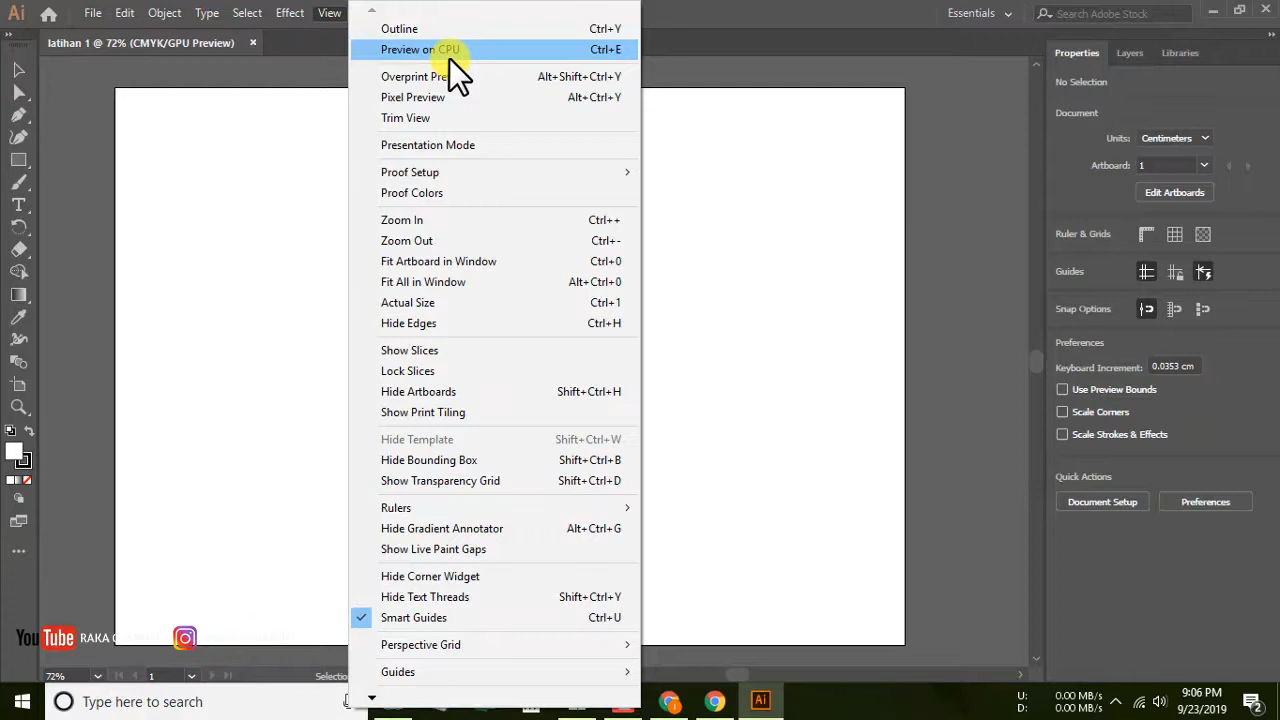 Ai File Edit Object Type Select Effect View Essentials Search Adobe Stock
latihan 1 @ 72% (CMYK/GPU Preview)
Outline Ctrl+Y
Preview on CPU Ctrl+E
Overprint Alt+Shift+Ctrl+Y
Pixel Preview Alt+Ctrl+Y
Trim View
Presentation Mode
Proof Setup
Proof Colors
Zoom In Ctrl++
Zoom Out Ctrl+-
Fit Artboard in Window Ctrl+0
Fit All in Window Alt+Ctrl+0
Actual Size Ctrl+1
Hide Edges Ctrl+H
Show Slices
Lock Slices
Hide Artboards Shift+Ctrl+H
Show Print Tiling
Hide Template Shift+Ctrl+W
Hide Bounding Box Shift+Ctrl+B
Show Transparency Grid Shift+Ctrl+D
Rulers
Hide Gradient Annotator Alt+Ctrl+G
Show Live Paint Gaps
Hide Corner Widget
Hide Text Threads Shift+Ctrl+Y
Smart Guides Ctrl+U
Perspective Grid
Guides
Properties Layers Libraries
No Selection
Document
Units: Centimeters
Artboard: 1
Edit Artboards
Ruler & Grids
Guides
Snap Options
Preferences
Keyboard Increment: 0.0353 cm
Use Preview Bounds
Scale Corners
Scale Strokes & Effects
Quick Actions
Document Setup Preferences
YouTube RAKA
72% 1 Selection
Type here to search
U: 0.00 MB/s
D: 0.00 MB/s
9:06 PM
9/23/2019
2